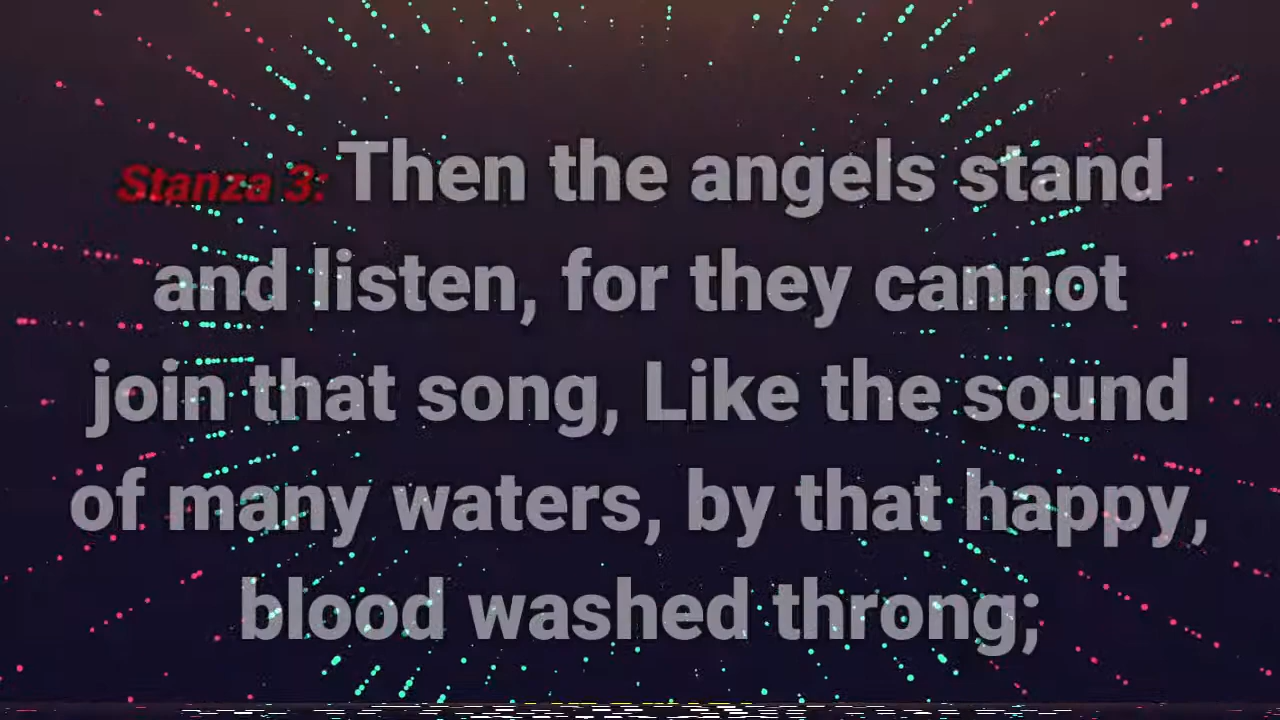 Stanza 3: Then the angels stand
and listen, for they cannot
join that song, Like the sound
of many waters, by that happy,
blood washed throng;